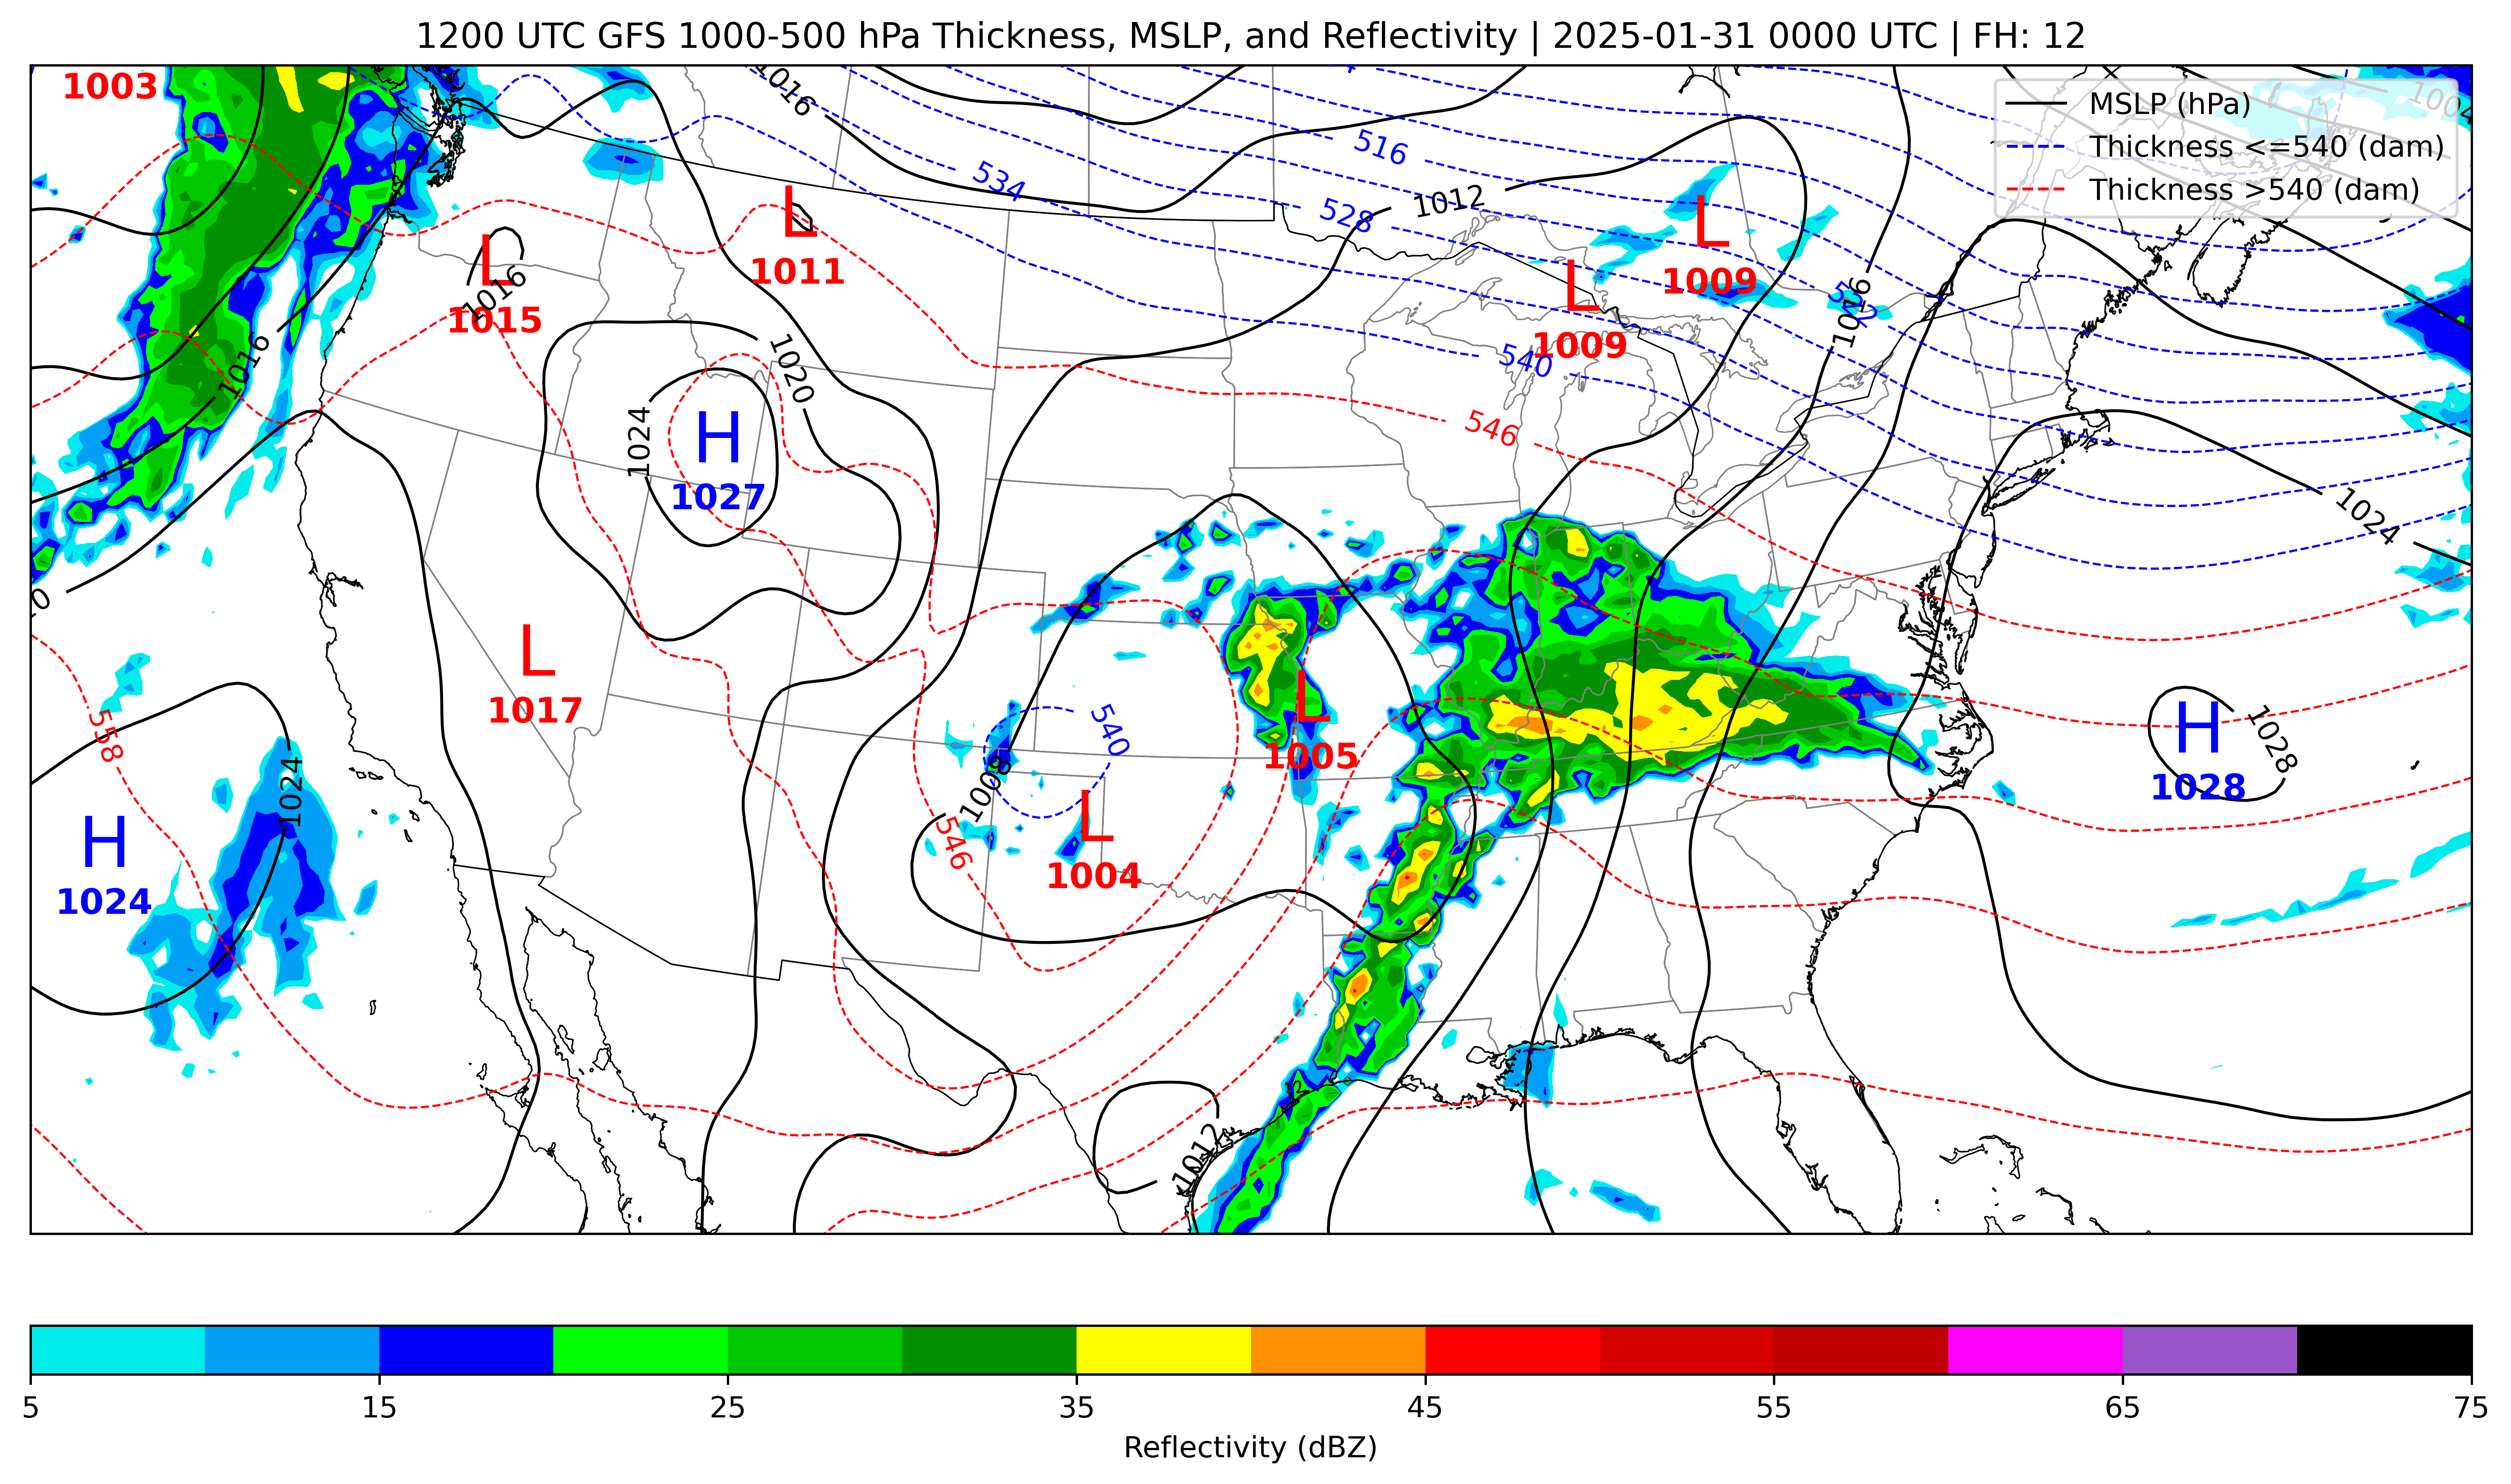 1200 UTC GFS 1000-500 hPa Thickness, MSLP, and Reflectivity | 2025-01-31 0000 UTC | FH: 12
MSLP (hPa)
Thickness <=540 (dam)
Thickness >540 (dam)
1003
1016
1004
516
534
528
1012
L
1011
L
1009
L
1015
1016
L
1009
522
1016
540
1016
1020
1024
H
1027
546
1024
L
1017
558
1024
H
1024
540
1008
L
1005
L
1004
546
H
1028
1028
1012
5
15
25
35
45
55
65
75
Reflectivity (dBZ)